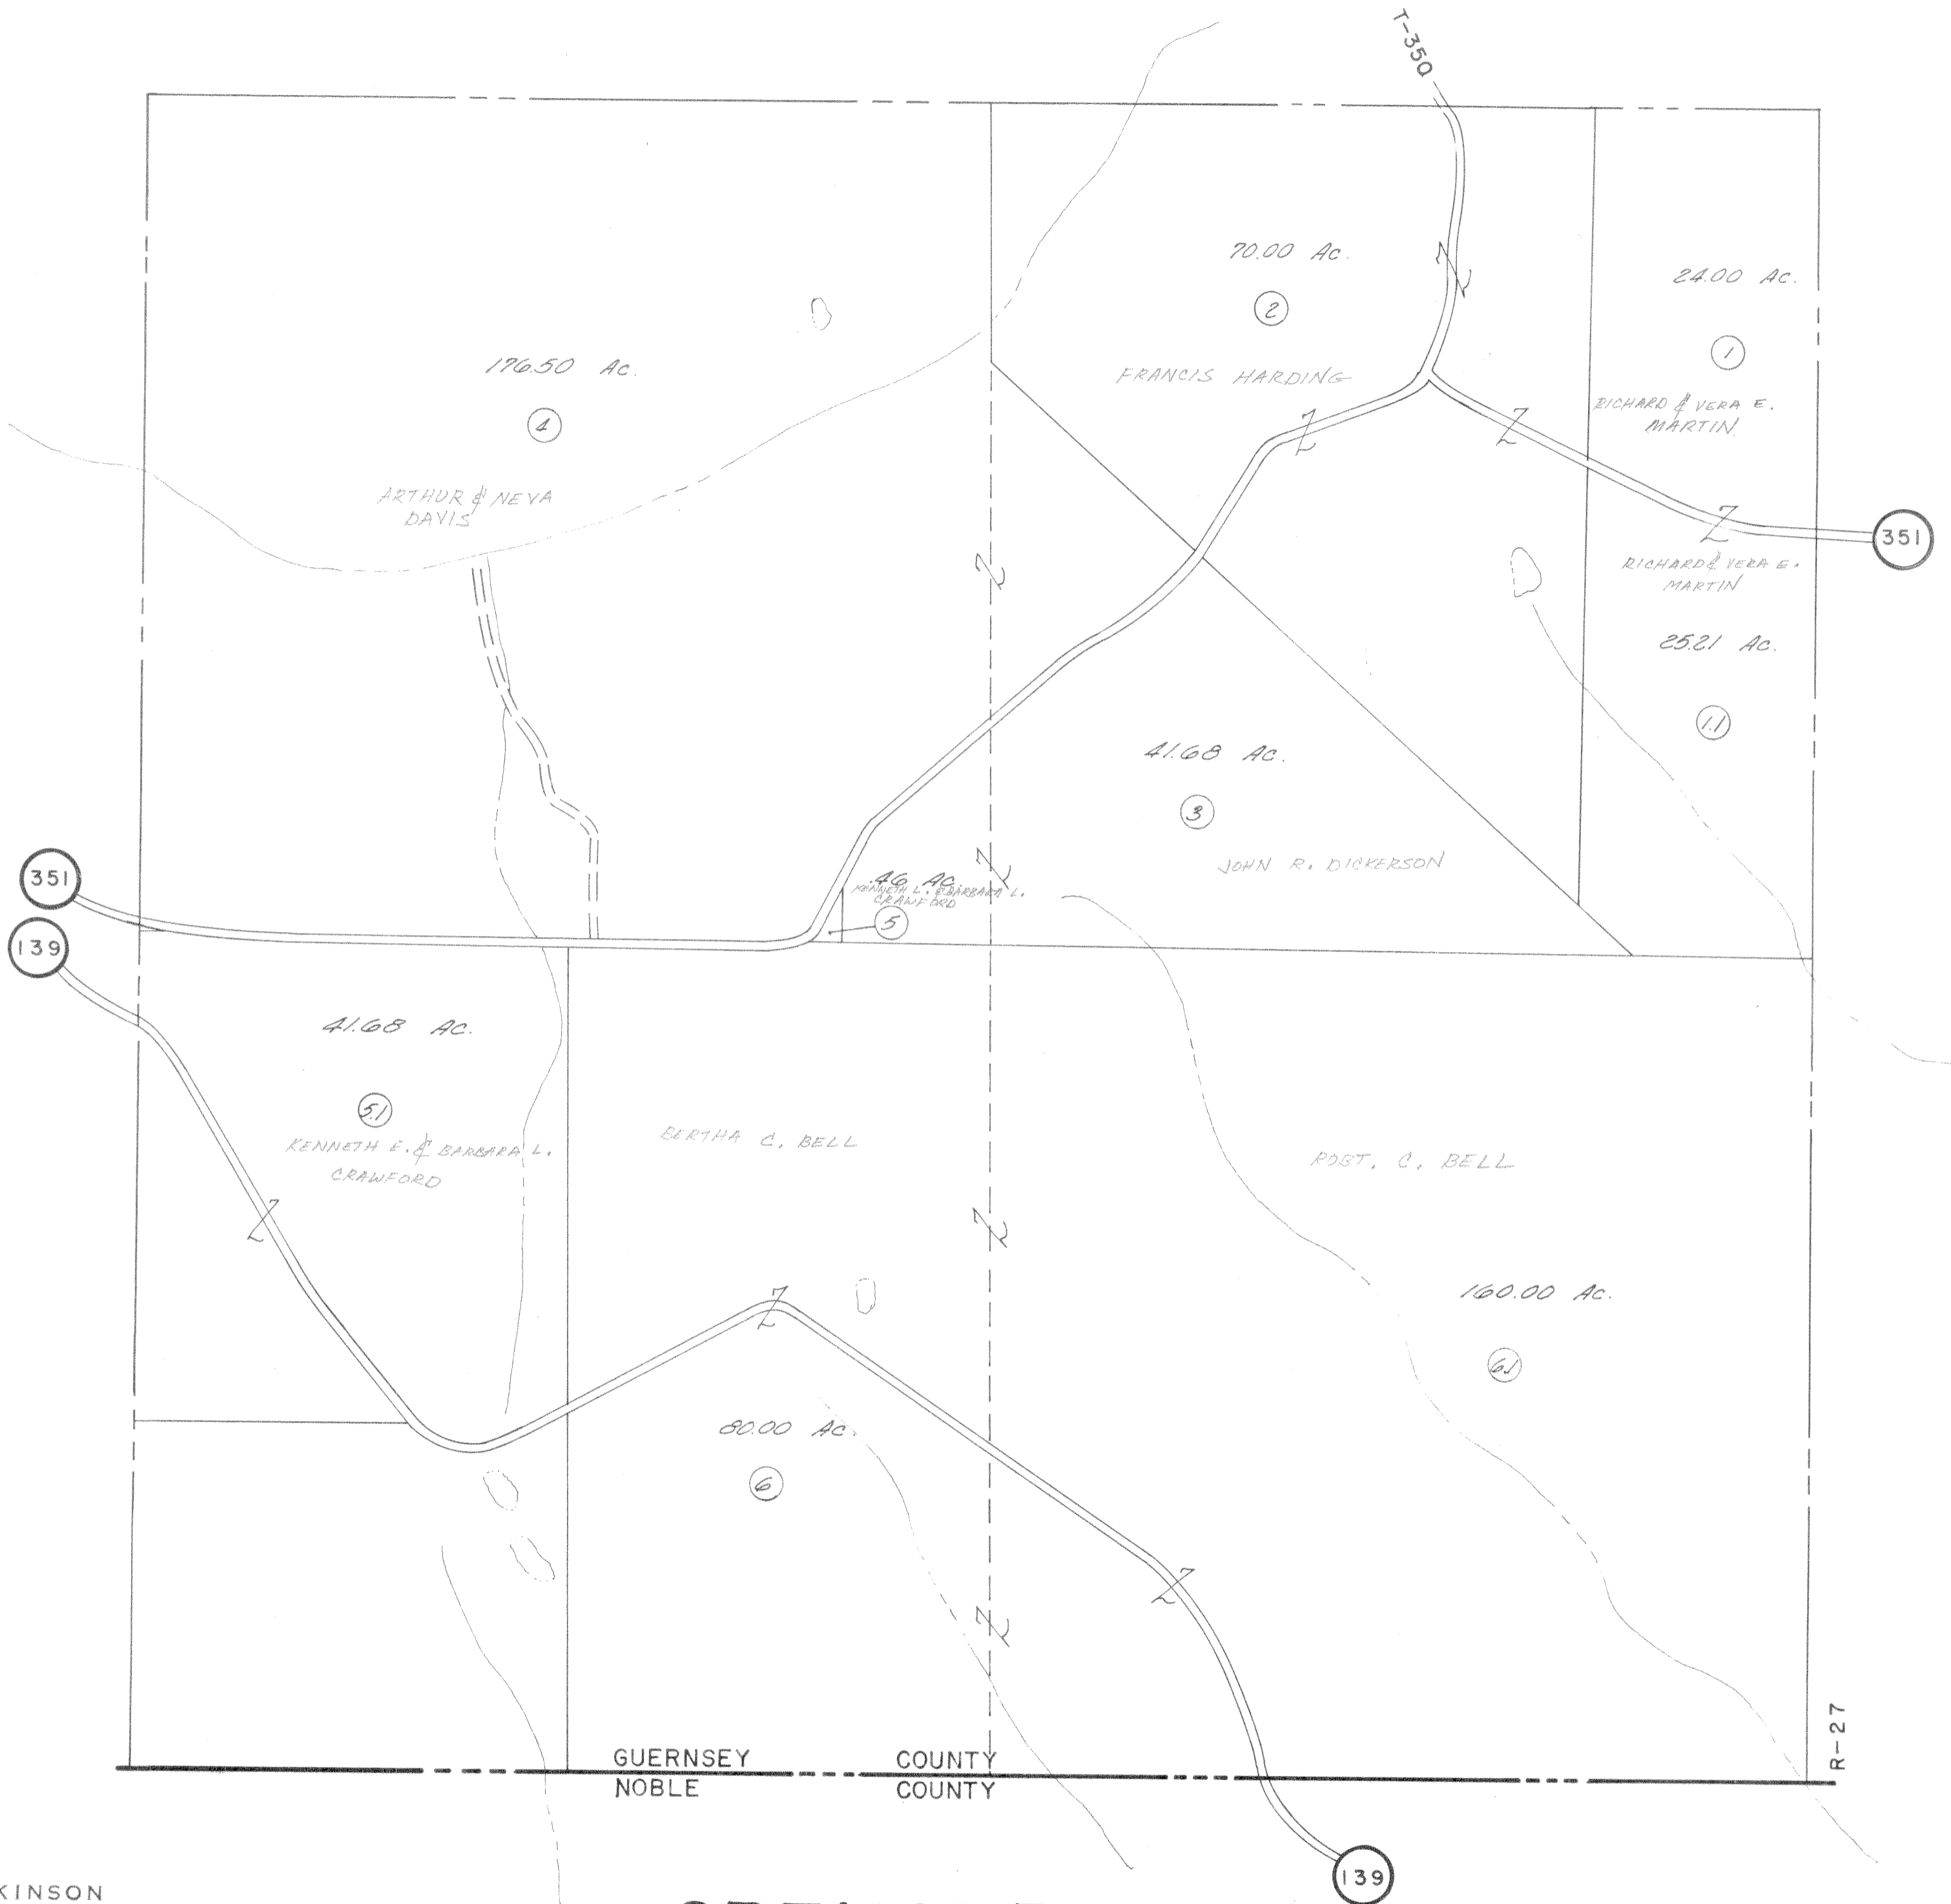 T-350
70.00 AC.
2
FRANCIS HARDING
24.00 AC.
1
RICHARD & VERA E.
MARTIN
176.50 AC.
4
ARTHUR & NEVA
DAVIS
351
RICHARD & VERA E.
MARTIN
25.21 AC.
1.1
41.68 AC.
3
JOHN R. DICKERSON
351
139
.46 AC.
KENNETH L. & BARBARA L.
CRAWFORD
5
41.68 AC.
5.1
KENNETH E. & BARBARA L.
CRAWFORD
BERTHA C. BELL
ROBT. C. BELL
160.00 AC.
6.1
80.00 AC.
6
R-27
GUERNSEY COUNTY
NOBLE COUNTY
139
KINSON